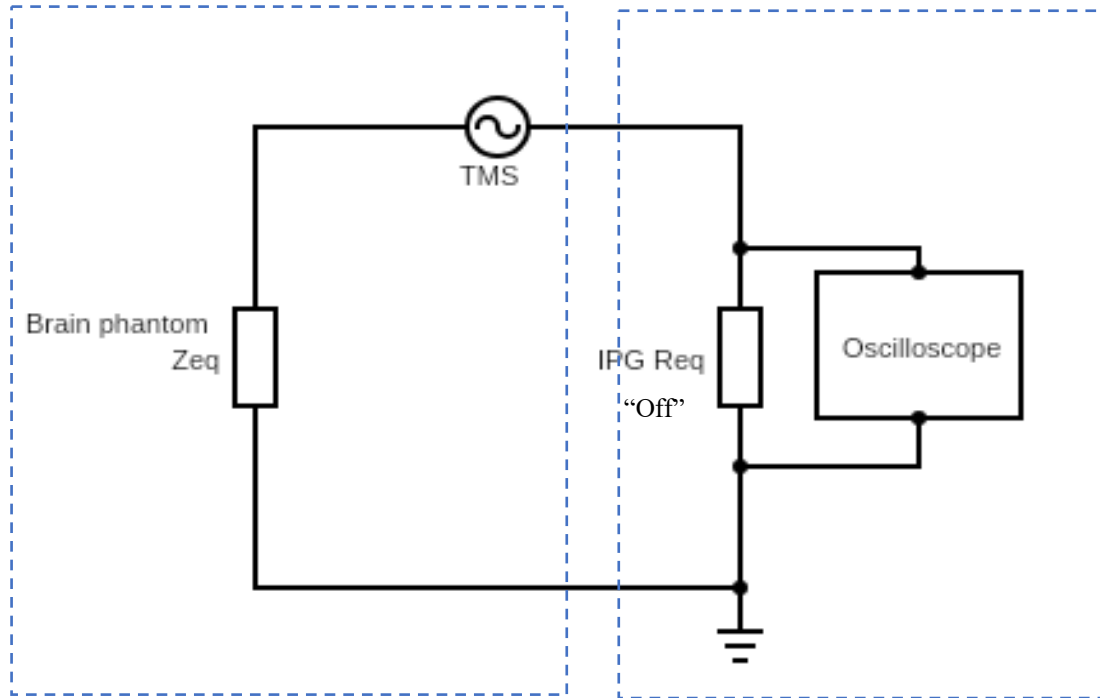 TMS
Brain phantom
Zeq
IPG Req
“Off”
Oscilloscope